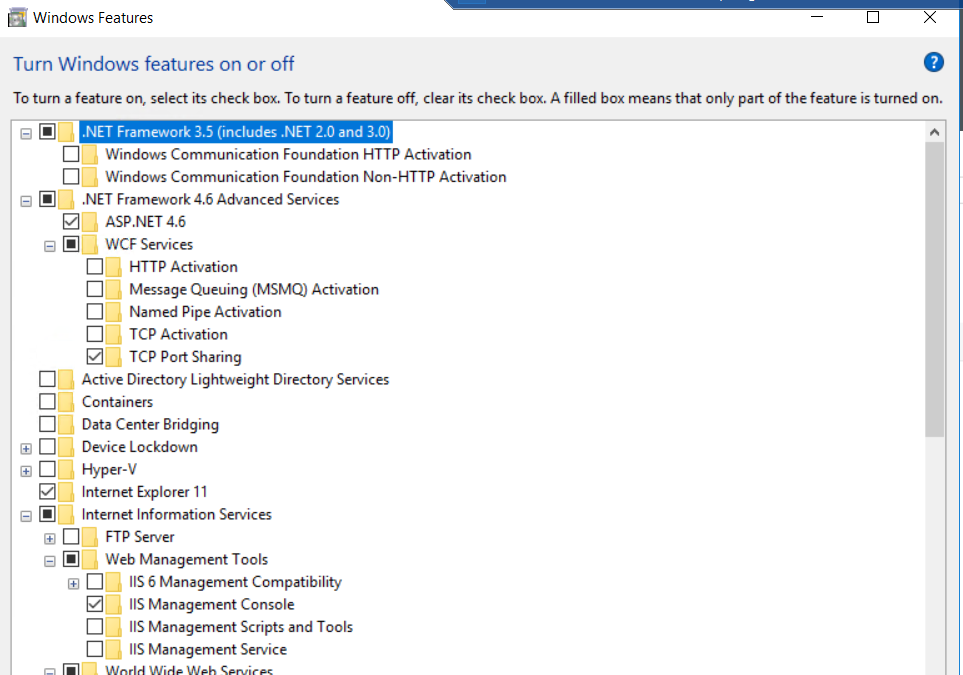 Windows Features
Turn Windows features on or off
?
To turn a feature on, select its check box. To turn a feature off, clear its check box. A filled box means that only part of the feature is turned on.
.NET Framework 3.5 (includes .NET 2.0 and 3.0)
Windows Communication Foundation HTTP Activation
Windows Communication Foundation Non-HTTP Activation
.NET Framework 4.6 Advanced Services
ASP.NET 4.6
WCF Services
HTTP Activation
Message Queuing (MSMQ) Activation
Named Pipe Activation
TCP Activation
TCP Port Sharing
Active Directory Lightweight Directory Services
Containers
Data Center Bridging
Device Lockdown
Hyper-V
Internet Explorer 11
Internet Information Services
FTP Server
Web Management Tools
IIS 6 Management Compatibility
IIS Management Console
IIS Management Scripts and Tools
IIS Management Service
World Wide Web Services